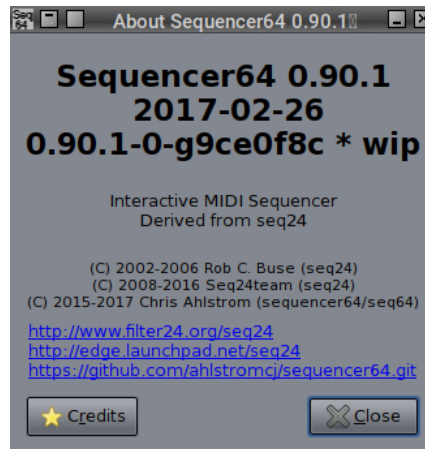 Seq
64
About Sequencer64 0.90.1
Sequencer64 0.90.1
2017-02-26
0.90.1-0-g9ce0f8c * wip
Interactive MIDI Sequencer
Derived from seq24
(C) 2002-2006 Rob C. Buse (seq24)
(C) 2008-2016 Seq24team (seq24)
(C) 2015-2017 Chris Ahlstrom (sequencer64/seq64)
http://www.filter24.org/seq24
http://edge.launchpad.net/seq24
https://github.com/ahlstromcj/sequencer64.git
Credits
Close